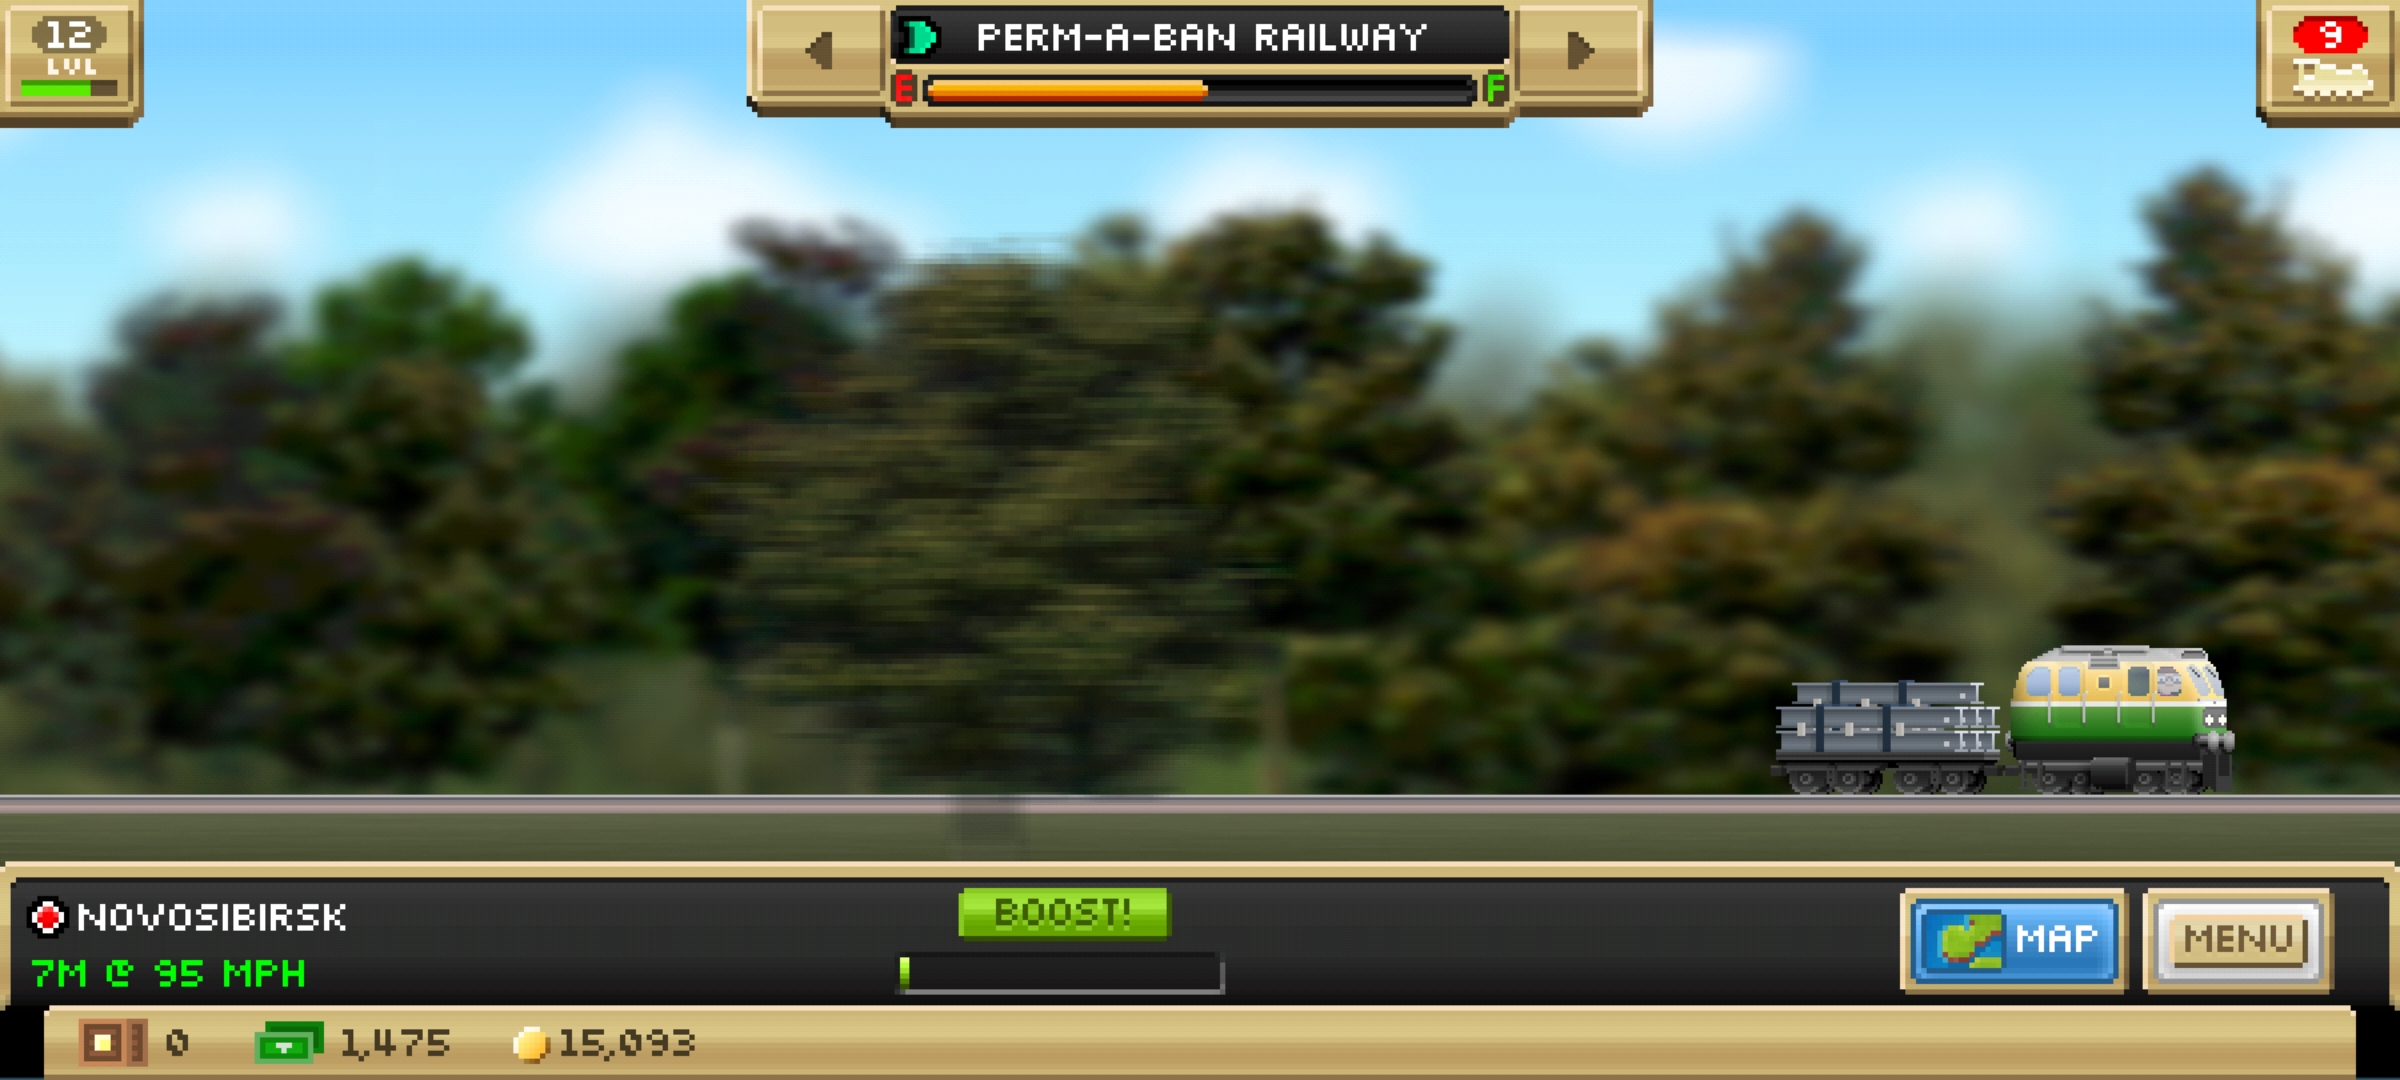 12
LVL
PERM-A-BAN RAILWAY
E F
9
NOVOSIBIRSK
7M @ 95 MPH
BOOST!
MAP
MENU
0
1,475
15,093